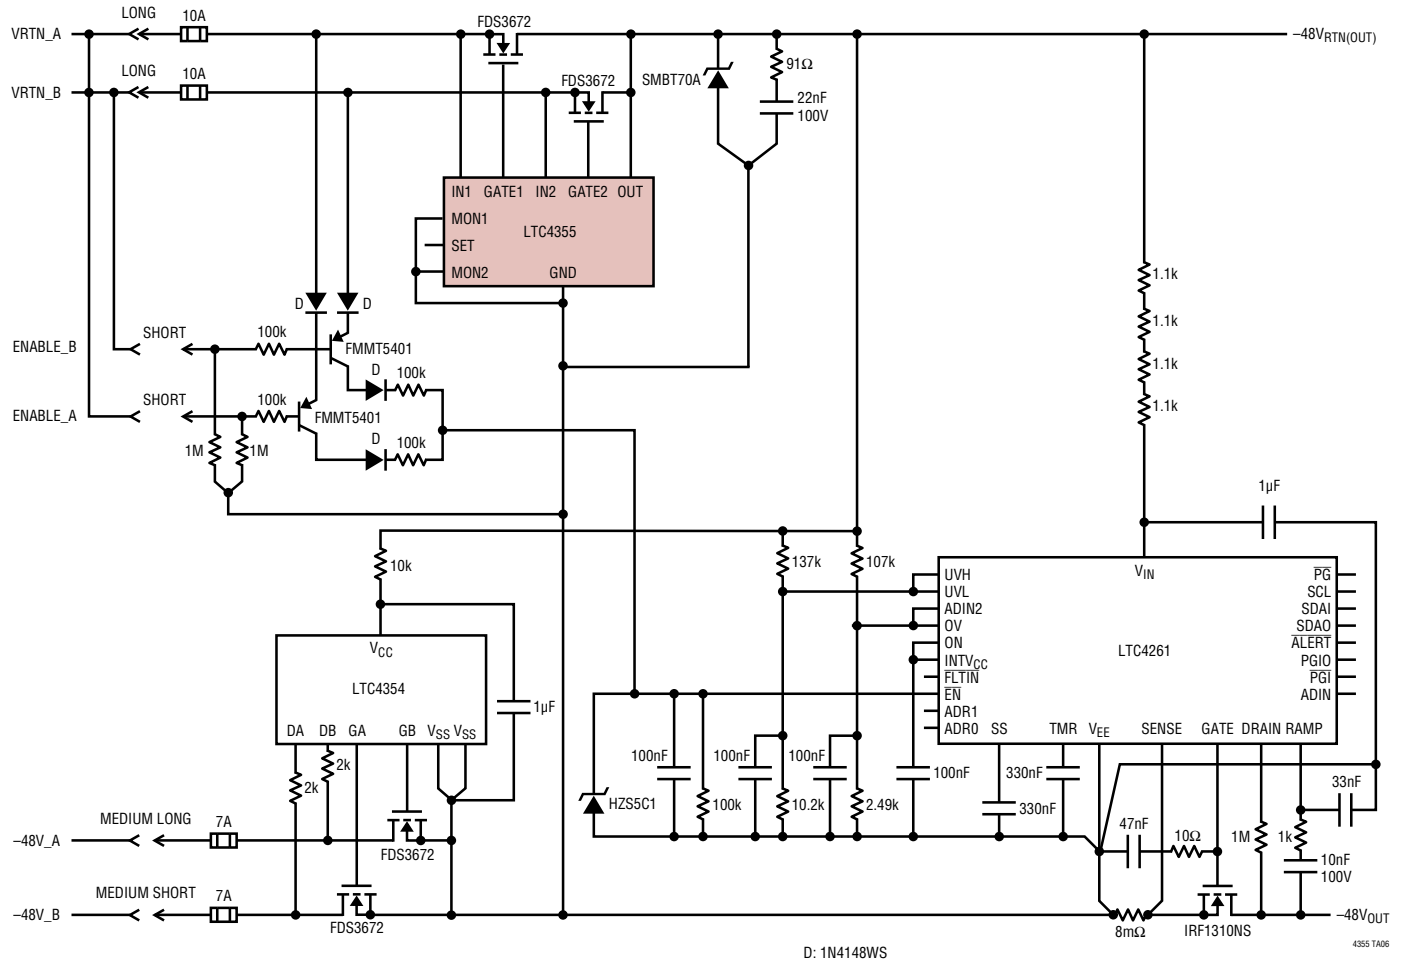 VRTN_A
LONG
10A
FDS3672
−48V_RTN(OUT)
VRTN_B
LONG
10A
FDS3672
SMBT70A
91Ω
22nF
100V
IN1 GATE1 IN2 GATE2 OUT
MON1
LTC4355
SET
MON2
GND
D
D
1.1k
1.1k
1.1k
1.1k
ENABLE_B
SHORT
100k
FMMT5401
D
100k
ENABLE_A
SHORT
100k
FMMT5401
D
100k
1M
1M
1µF
10k
137k
107k
VCC
LTC4354
DA DB GA GB VSS VSS
1µF
2k
2k
VIN
UVH
UVL
ADIN2
OV
ON
INTVCC
FLTIN
EN
ADR1
ADR0
LTC4261
PG
SCL
SDAI
SDAO
ALERT
PGIO
PGI
ADIN
SS TMR VEE SENSE GATE DRAIN RAMP
100nF
100nF
100nF
100nF
330nF
330nF
33nF
HZS5C1
100k
10.2k
2.49k
47nF
10Ω
1M
1k
10nF
100V
−48V_A
MEDIUM LONG
7A
FDS3672
−48V_B
MEDIUM SHORT
7A
FDS3672
8mΩ
IRF1310NS
−48VOUT
D: 1N4148WS
4355 TA06